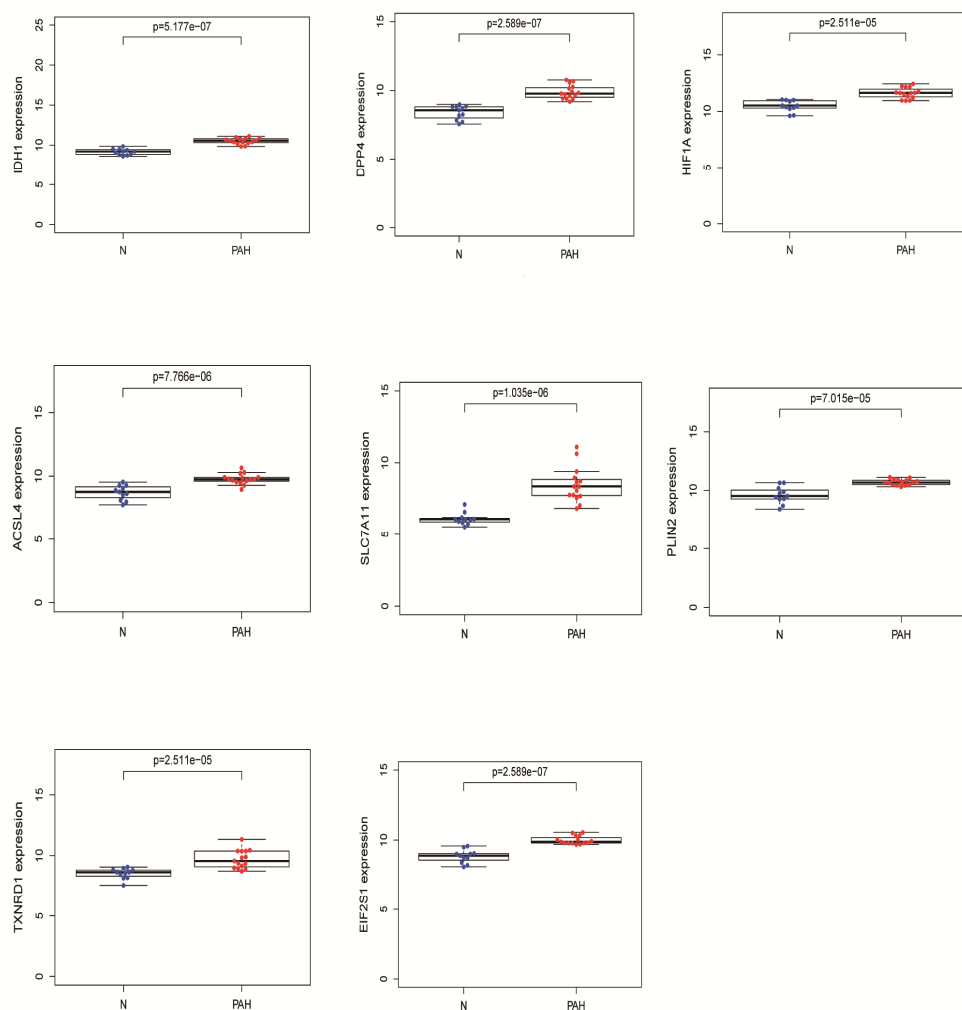 p=5.177e−07
25
20
15
10
5
0
IDH1 expression
N PAH
p=2.589e−07
15
10
5
0
DPP4 expression
N PAH
p=2.511e−05
15
10
5
0
HIF1A expression
N PAH
p=7.766e−06
15
10
5
0
ACSL4 expression
N PAH
p=1.035e−06
15
10
5
0
SLC7A11 expression
N PAH
p=7.015e−05
15
10
5
0
PLIN2 expression
N PAH
p=2.511e−05
15
10
5
0
TXNRD1 expression
N PAH
p=2.589e−07
15
10
5
0
EIF2S1 expression
N PAH